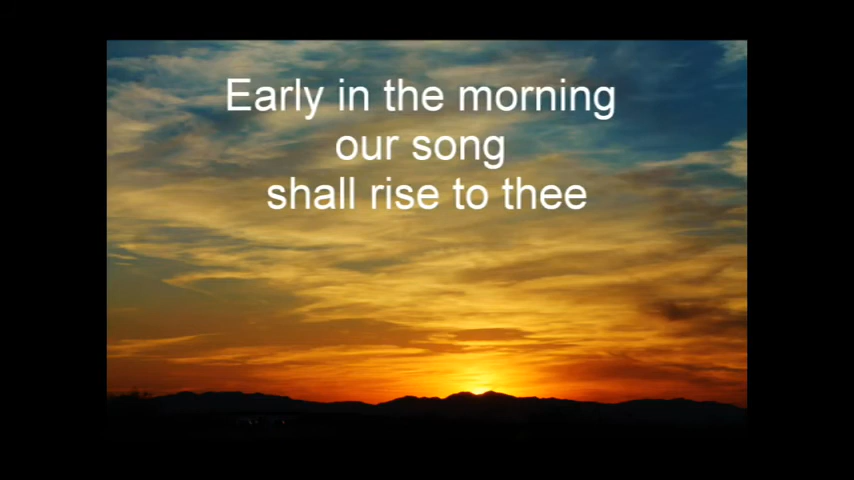 Early in the morning
our song
shall rise to thee